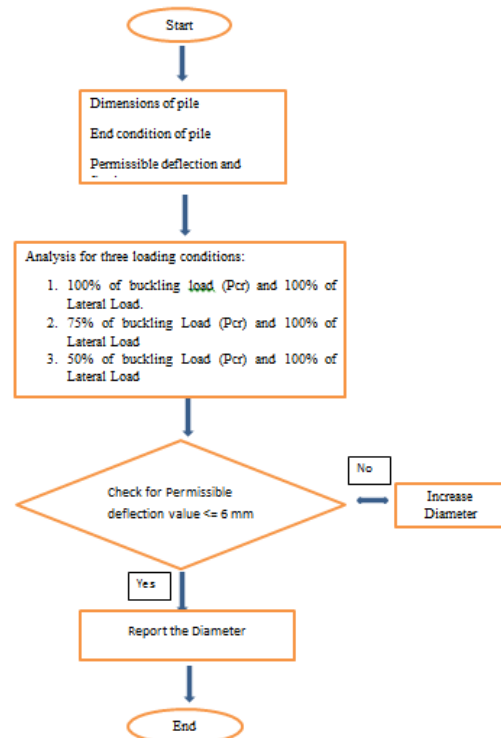 Start
Dimensions of pile
End condition of pile
Permissible deflection and
Analysis for three loading conditions:
1. 100% of buckling load (Pcr) and 100% of
Lateral Load.
2. 75% of buckling Load (Pcr) and 100% of
Lateral Load
3. 50% of buckling Load (Pcr) and 100% of
Lateral Load
Check for Permissible
deflection value <= 6 mm
No
Increase
Diameter
Yes
Report the Diameter
End